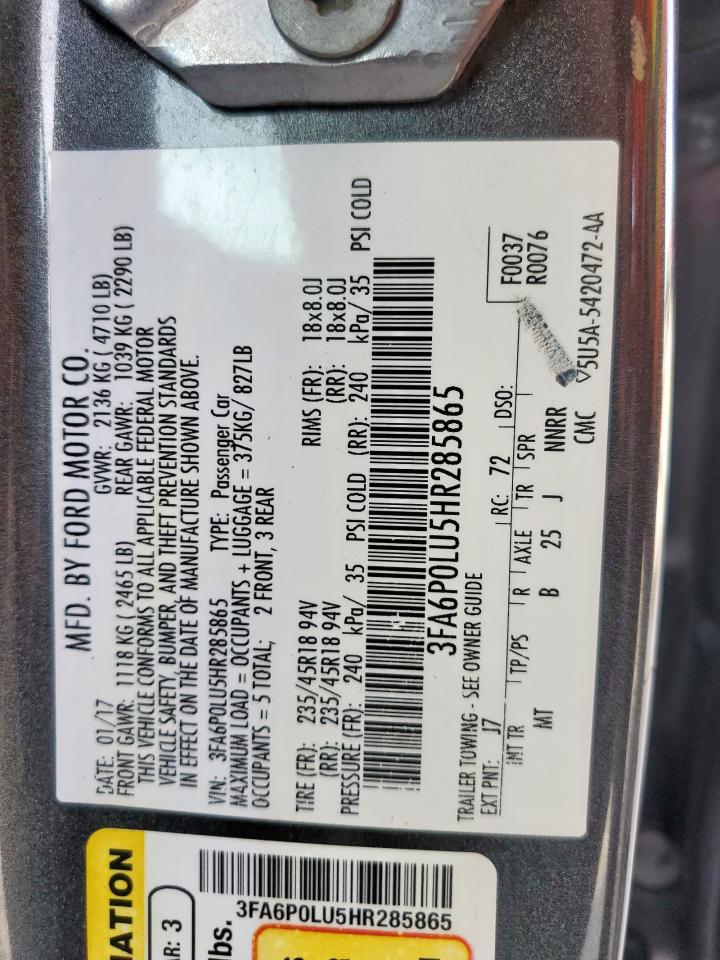 MFD. BY FORD MOTOR CO.
DATE: 01/17 GVWR: 2136 KG ( 4710 LB)
FRONT GAWR: 1118 KG ( 2465 LB) REAR GAWR: 1039 KG ( 2290 LB)
THIS VEHICLE CONFORMS TO ALL APPLICABLE FEDERAL MOTOR
VEHICLE SAFETY, BUMPER, AND THEFT PREVENTION STANDARDS
IN EFFECT ON THE DATE OF MANUFACTURE SHOWN ABOVE.
VIN: 3FA6P0LU5HR285865 TYPE: Passenger Car
MAXIMUM LOAD = OCCUPANTS + LUGGAGE = 375KG/ 827LB
OCCUPANTS = 5 TOTAL; 2 FRONT, 3 REAR
TIRE (FR): 235/45R18 94V RIMS (FR): 18x8.0J
(RR): 235/45R18 94V (RR): 18x8.0J
PRESSURE (FR): 240 kPa/ 35 PSI COLD (RR): 240 kPa/ 35 PSI COLD
3FA6P0LU5HR285865
TRAILER TOWING - SEE OWNER GUIDE F0037
EXT PNT: J7 RC: 72 DSO: R0076
INT TR TP/PS R AXLE TR SPR
MT B 25 J NNRR
CMC ▽5U5A-5420472-AA
MATION
AR: 3
lbs.
3FA6P0LU5HR285865